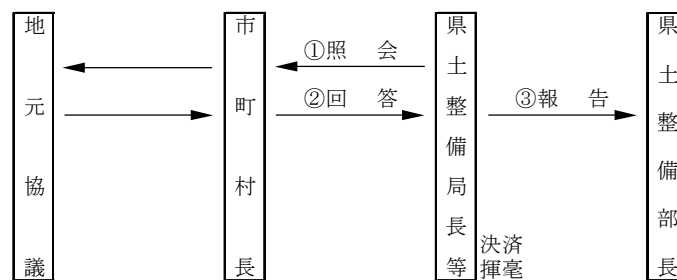 地元協議
市町村長
①照会
②回答
県土整備局長等
決済
揮毫
③報告
県土整備部長